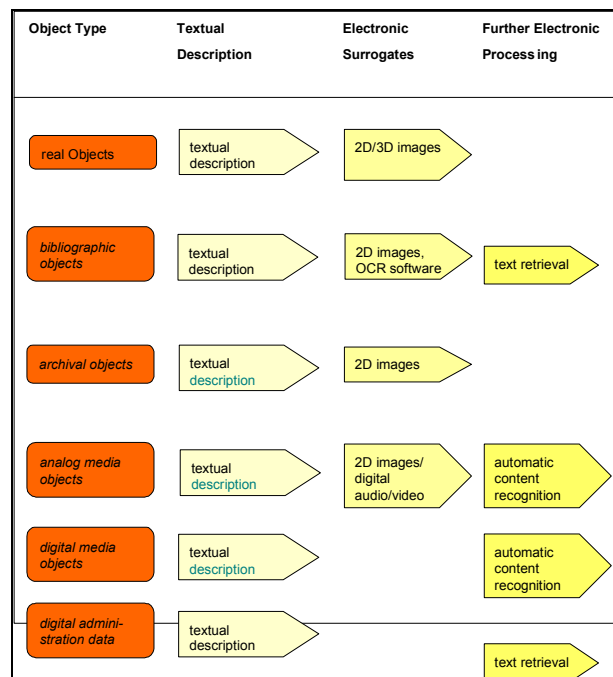 Object Type
Textual
Description
Electronic
Surrogates
Further Electronic
Processing
real Objects
textual
description
2D/3D images
bibliographic
objects
textual
description
2D images,
OCR software
text retrieval
archival objects
textual
description
2D images
analog media
objects
textual
description
2D images/
digital
audio/video
automatic
content
recognition
digital media
objects
textual
description
automatic
content
recognition
digital admini-
stration data
textual
description
text retrieval